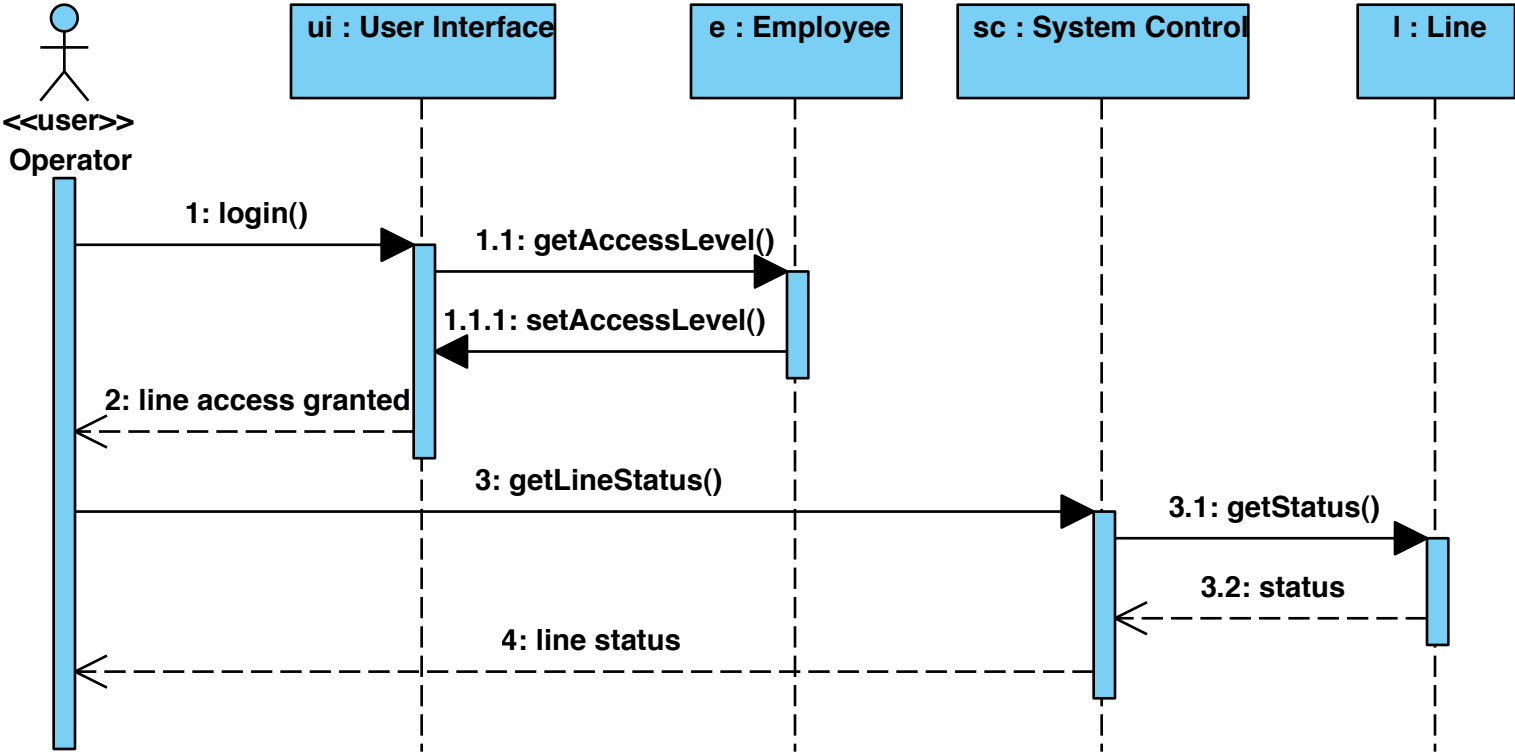 ui : User Interface
e : Employee
sc : System Control
l : Line
<<user>>
Operator
1: login()
1.1: getAccessLevel()
1.1.1: setAccessLevel()
2: line access granted
3: getLineStatus()
3.1: getStatus()
3.2: status
4: line status